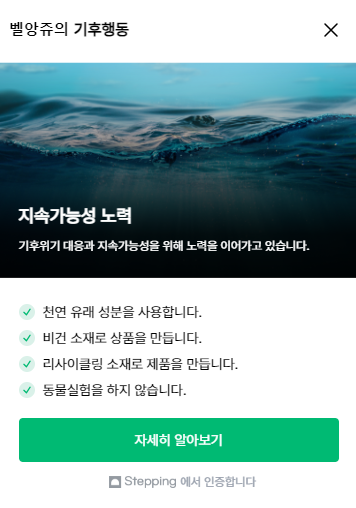 벨앙쥬의 기후행동
지속가능성 노력
기후위기 대응과 지속가능성을 위해 노력을 이어가고 있습니다.
천연 유래 성분을 사용합니다.
비건 소재로 상품을 만듭니다.
리사이클링 소재로 제품을 만듭니다.
동물실험을 하지 않습니다.
자세히 알아보기
Stepping 에서 인증합니다